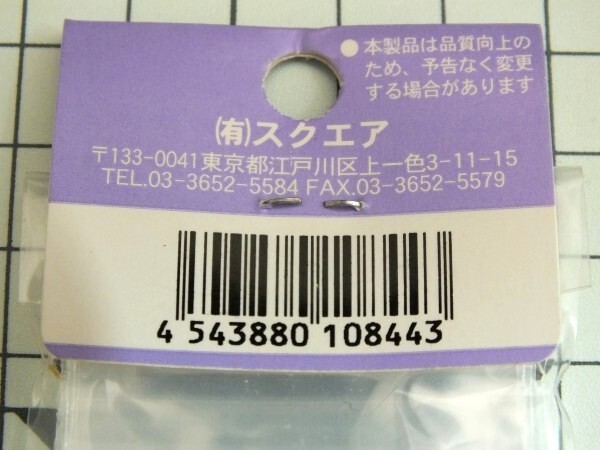 ●本製品は品質向上の
ため、予告なく変更
する場合があります
㈲スクエア
〒133-0041東京都江戸川区上一色3-11-15
TEL.03-3652-5584 FAX.03-3652-5579
4 543880 108443